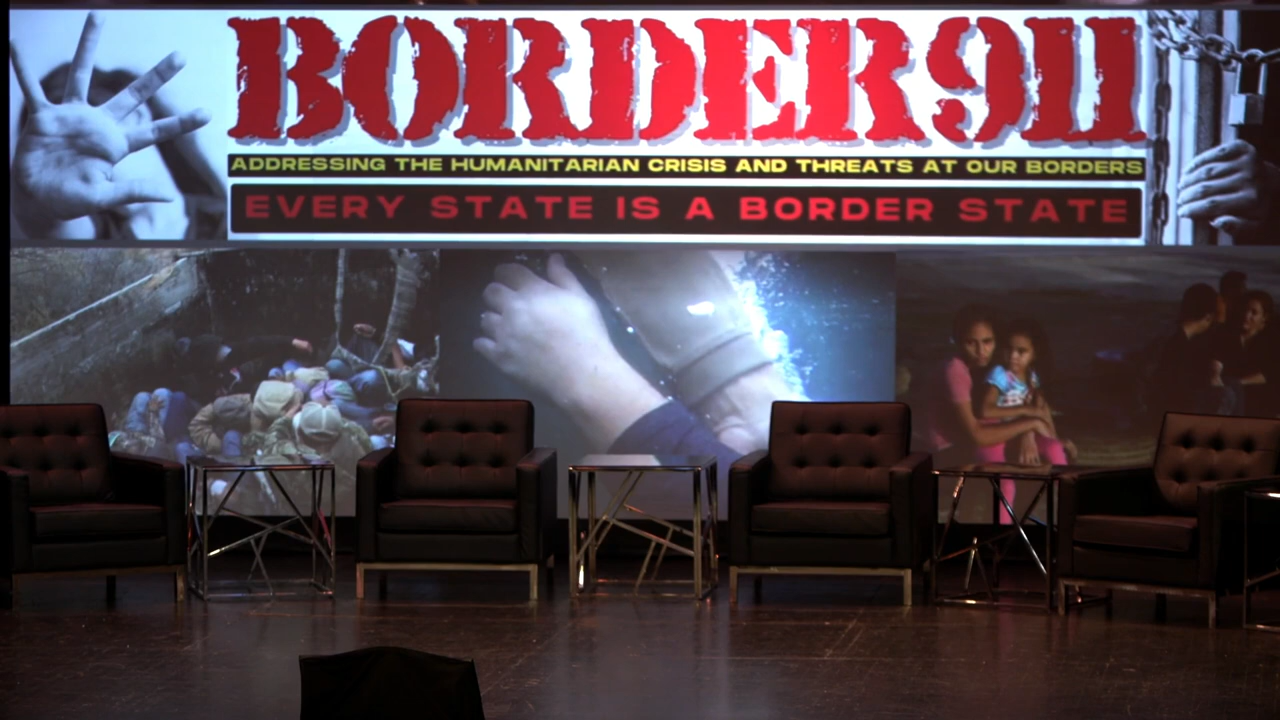 BORDER911
ADDRESSING THE HUMANITARIAN CRISIS AND THREATS AT OUR BORDERS
EVERY STATE IS A BORDER STATE